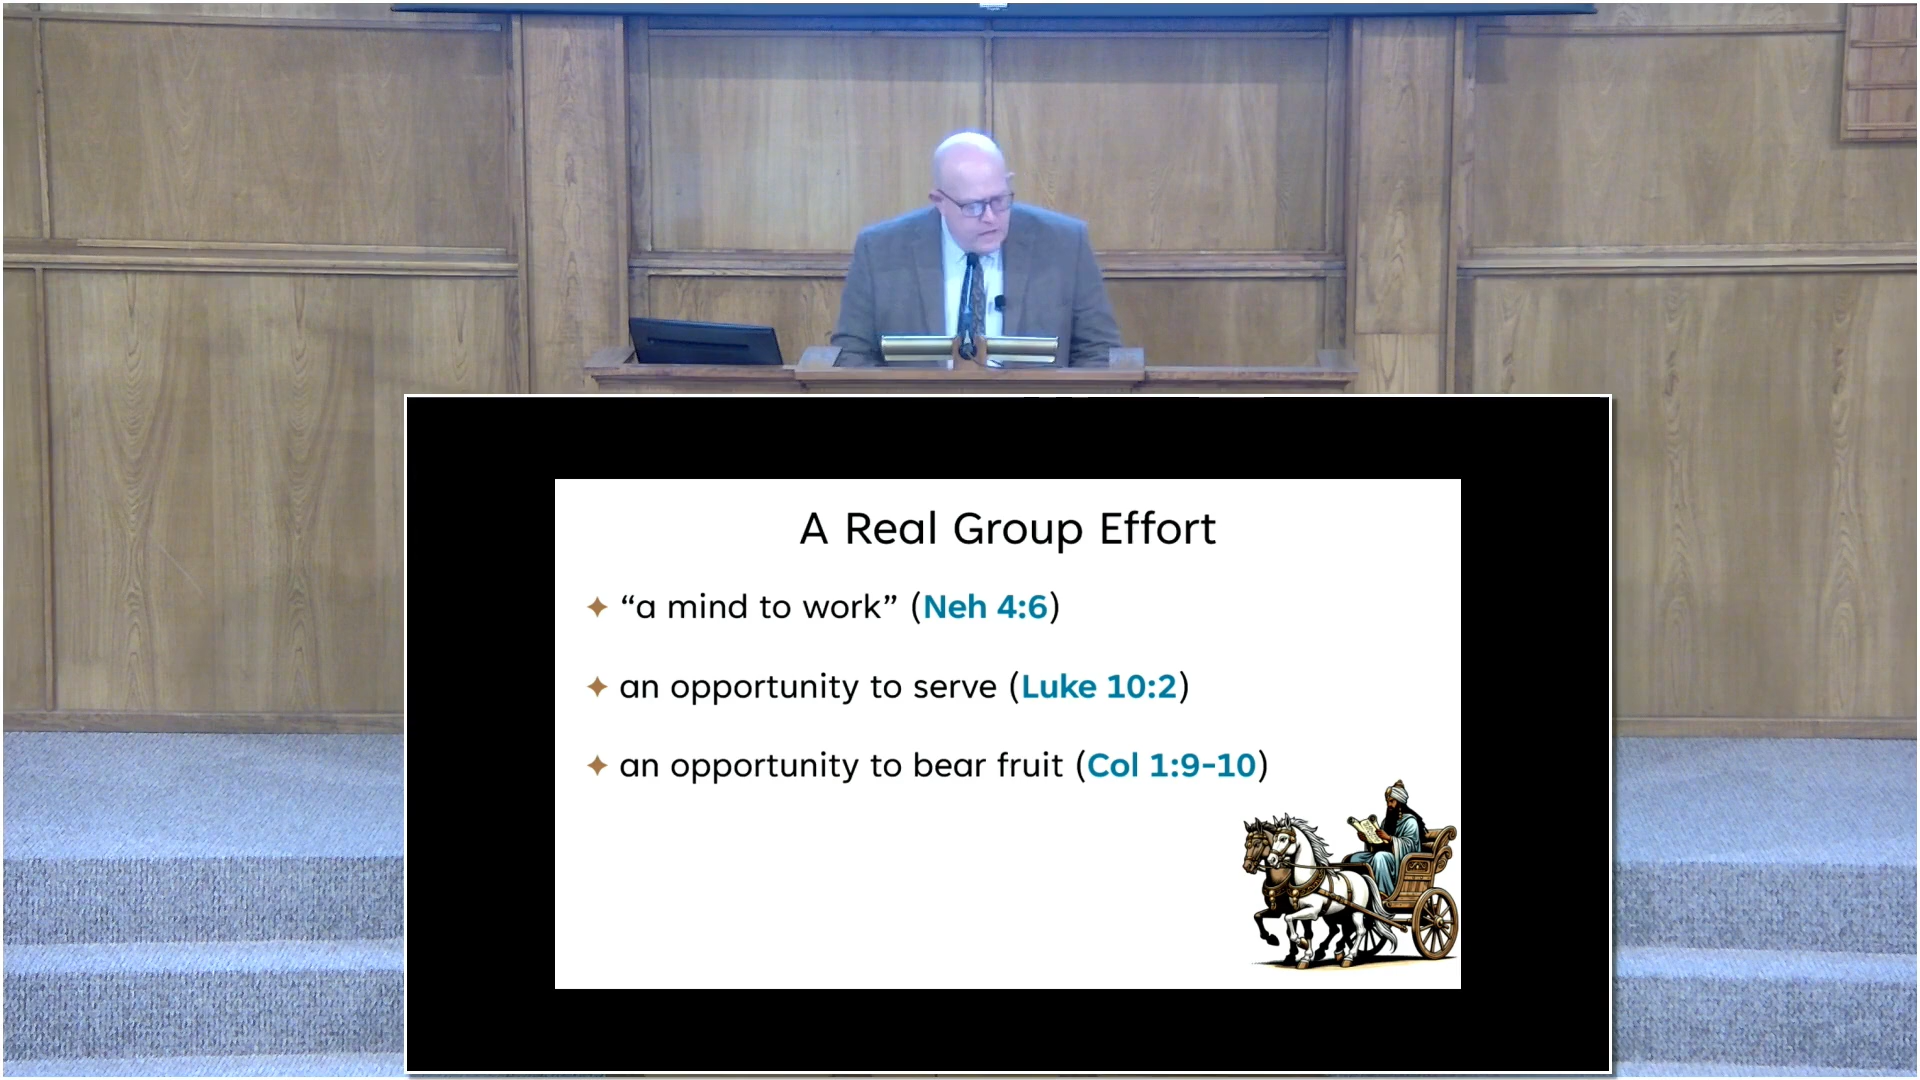 A Real Group Effort
✦ “a mind to work” (Neh 4:6)
✦ an opportunity to serve (Luke 10:2)
✦ an opportunity to bear fruit (Col 1:9-10)